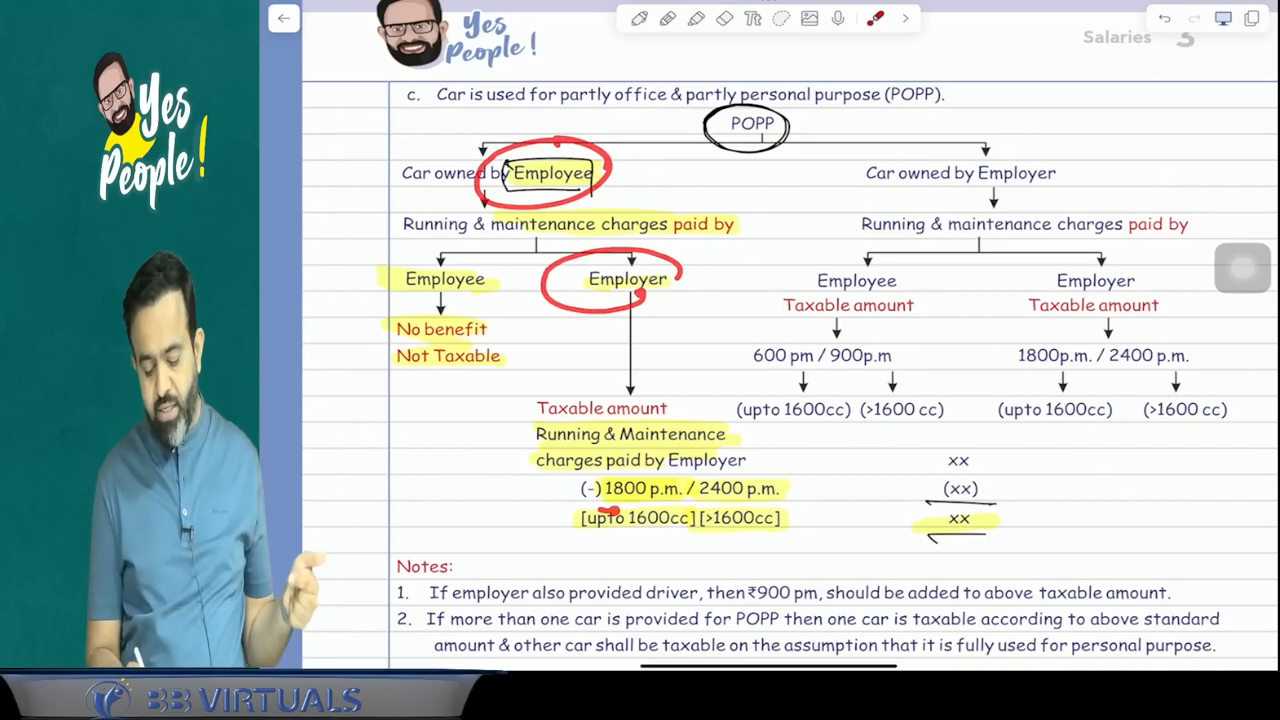 Yes
People!
Yes
People!
Tt
Salaries
c. Car is used for partly office & partly personal purpose (POPP).
POPP
Car owned by Employee
Car owned by Employer
Running & maintenance charges paid by
Running & maintenance charges paid by
Employee
Employer
Employee
Employer
Taxable amount
Taxable amount
No benefit
Not Taxable
600 pm / 900p.m
1800p.m. / 2400 p.m.
Taxable amount
(upto 1600cc) (>1600 cc)
(upto 1600cc) (>1600 cc)
Running & Maintenance
charges paid by Employer
xx
(-) 1800 p.m. / 2400 p.m.
(xx)
[upto 1600cc] [>1600cc]
xx
Notes:
1. If employer also provided driver, then ₹900 pm, should be added to above taxable amount.
2. If more than one car is provided for POPP then one car is taxable according to above standard
amount & other car shall be taxable on the assumption that it is fully used for personal purpose.
BB VIRTUALS